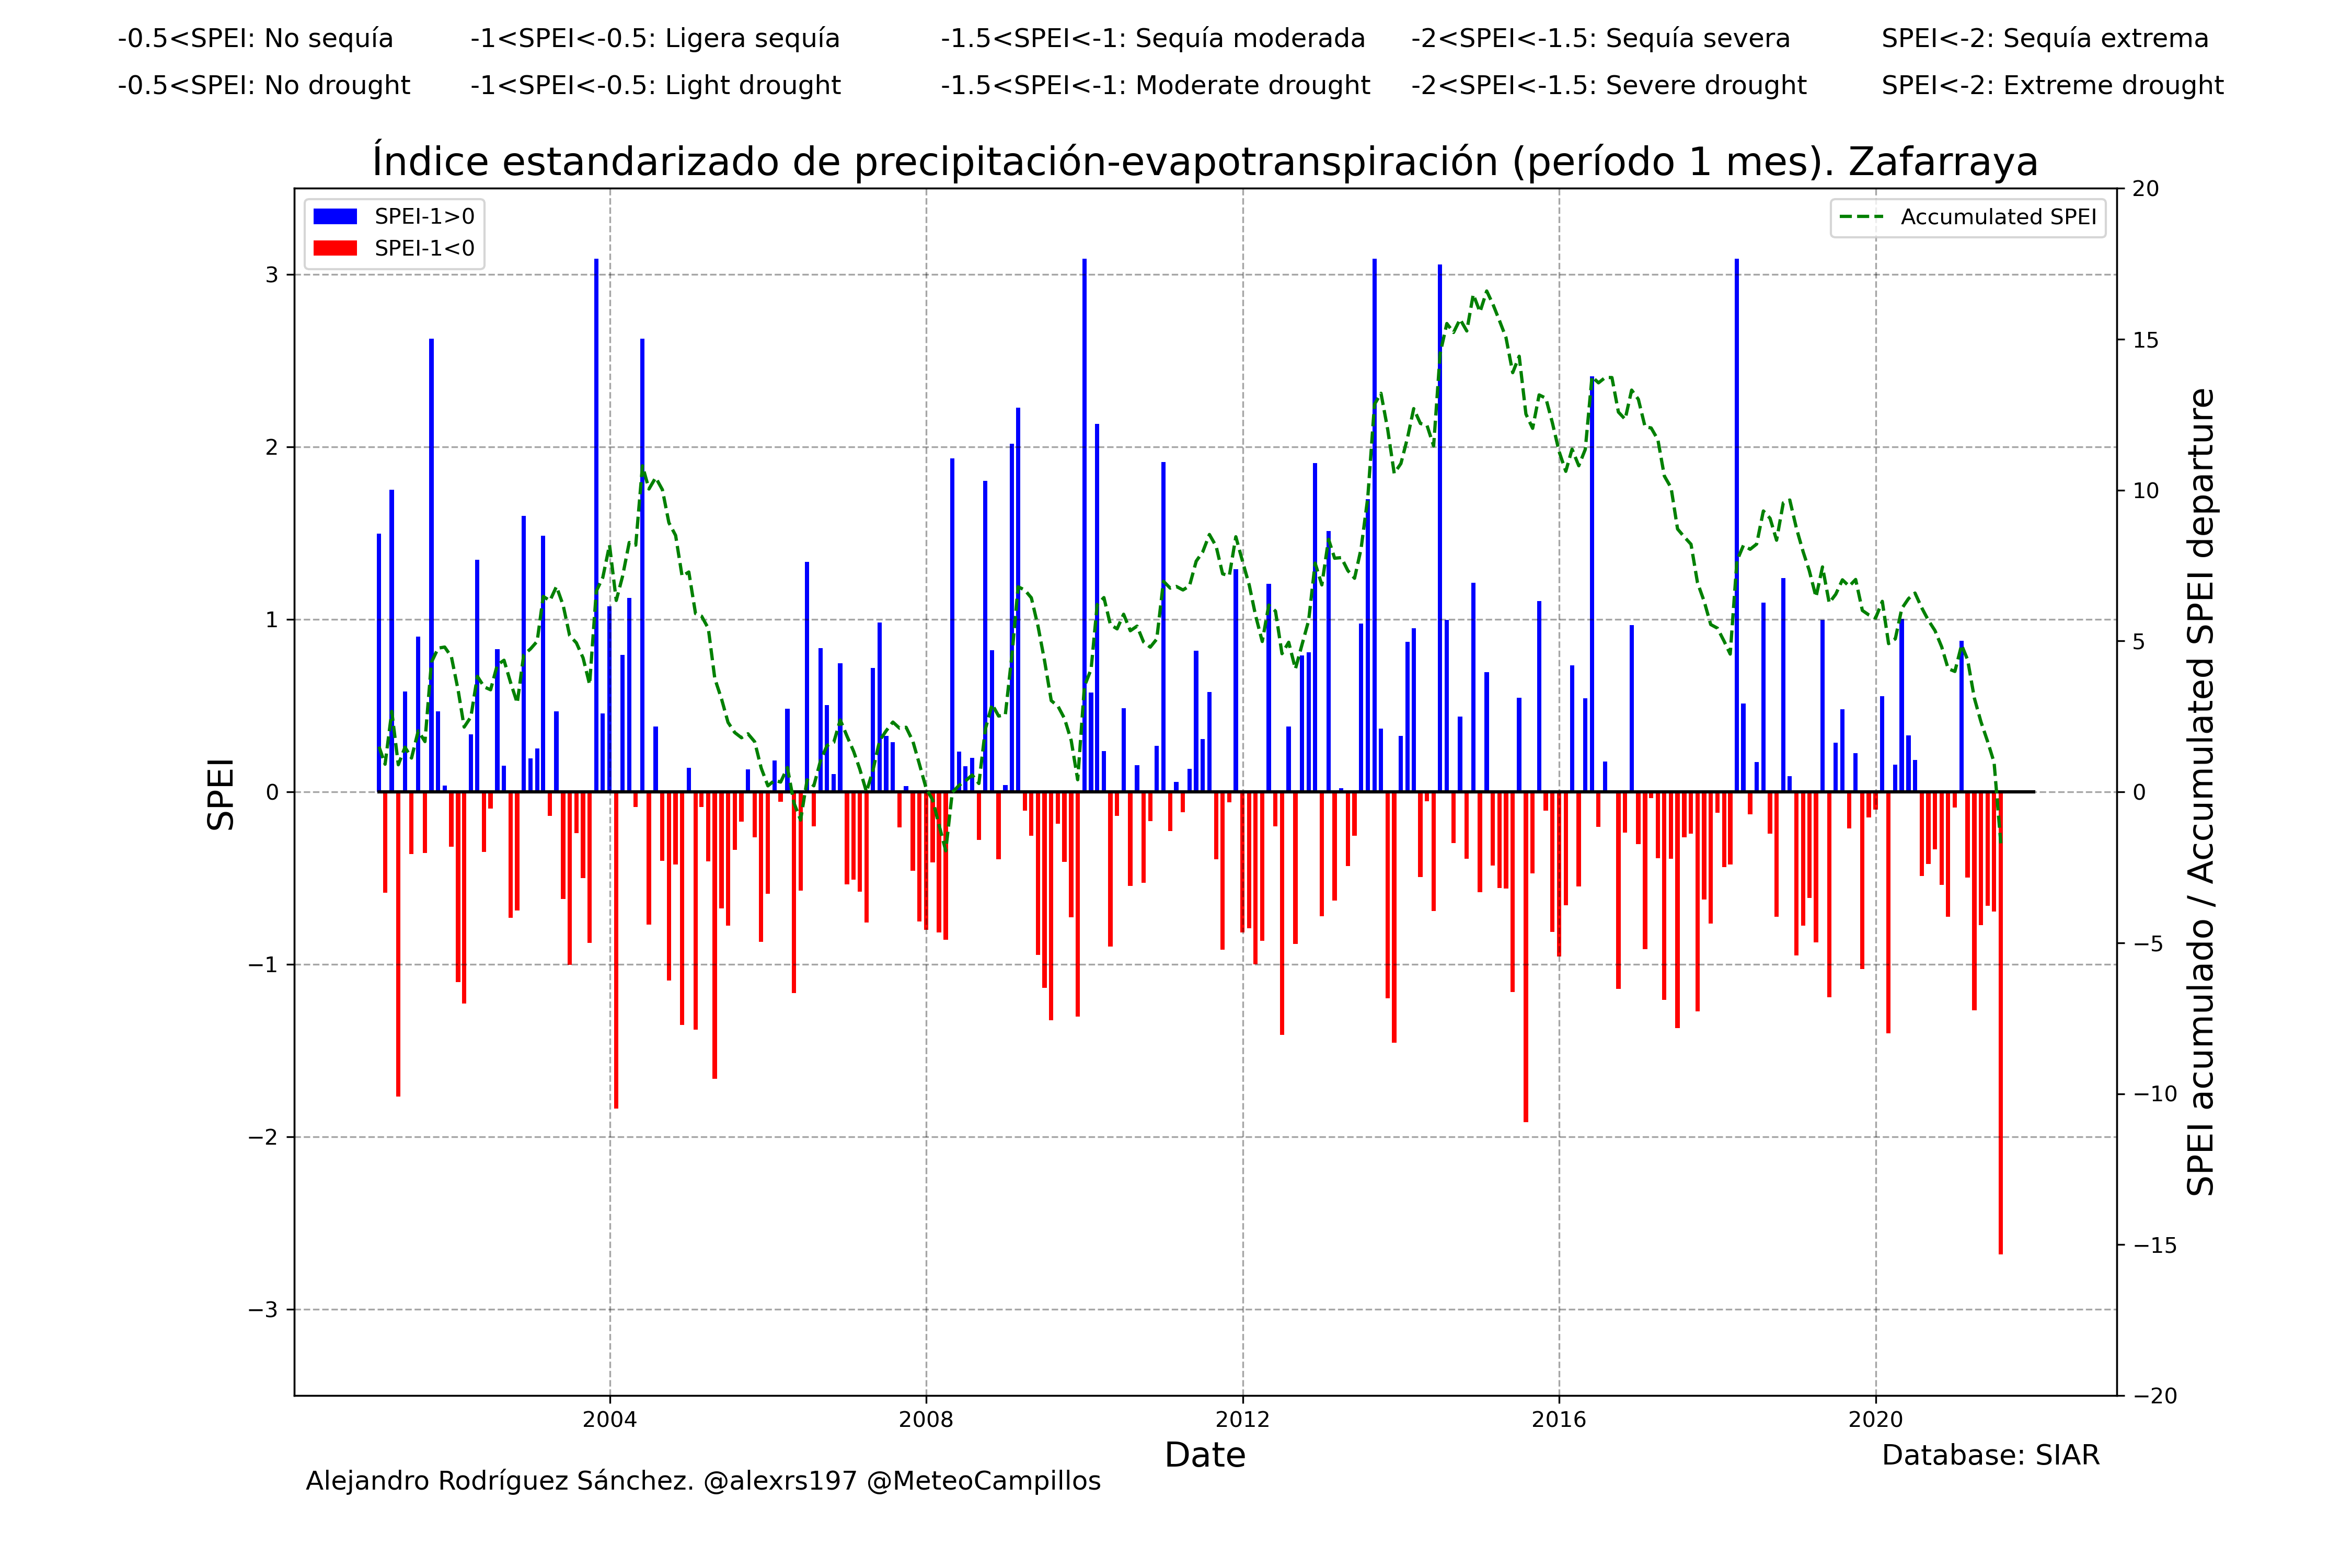 -0.5<SPEI: No sequía -1<SPEI<-0.5: Ligera sequía -1.5<SPEI<-1: Sequía moderada -2<SPEI<-1.5: Sequía severa SPEI<-2: Sequía extrema
-0.5<SPEI: No drought -1<SPEI<-0.5: Light drought -1.5<SPEI<-1: Moderate drought -2<SPEI<-1.5: Severe drought SPEI<-2: Extreme drought
Índice estandarizado de precipitación-evapotranspiración (período 1 mes). Zafarraya
SPEI-1>0
SPEI-1<0
Accumulated SPEI
SPEI
3
2
1
0
−1
−2
−3
20
15
10
5
0
−5
−10
−15
−20
SPEI acumulado / Accumulated SPEI departure
2004 2008 2012 2016 2020
Date
Database: SIAR
Alejandro Rodríguez Sánchez. @alexrs197 @MeteoCampillos